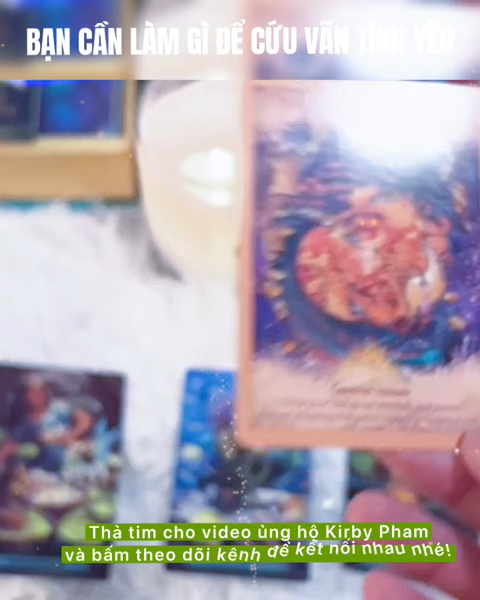 BẠN CẦN LÀM GÌ ĐỂ CỨU VÃN TÌNH YÊU
Thả tim cho video ủng hộ Kirby Pham
và bấm theo dõi kênh để kết nối nhau nhé!